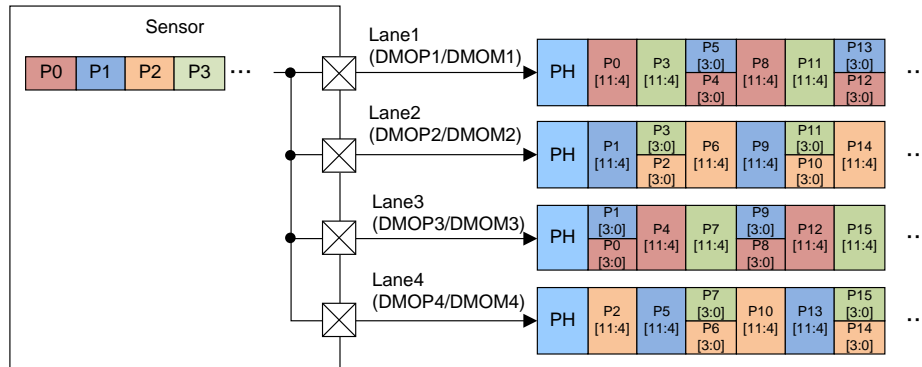 Sensor
P0 P1 P2 P3 ...
Lane1
(DMOP1/DMOM1)
PH
P0
[11:4]
P3
[11:4]
P5
[3:0]
P4
[3:0]
P8
[11:4]
P11
[11:4]
P13
[3:0]
P12
[3:0]
..
Lane2
(DMOP2/DMOM2)
PH
P1
[11:4]
P3
[3:0]
P2
[3:0]
P6
[11:4]
P9
[11:4]
P11
[3:0]
P10
[3:0]
P14
[11:4]
..
Lane3
(DMOP3/DMOM3)
PH
P1
[3:0]
P0
[3:0]
P4
[11:4]
P7
[11:4]
P9
[3:0]
P8
[3:0]
P12
[11:4]
P15
[11:4]
..
Lane4
(DMOP4/DMOM4)
PH
P2
[11:4]
P5
[11:4]
P7
[3:0]
P6
[3:0]
P10
[11:4]
P13
[11:4]
P15
[3:0]
P14
[3:0]
..